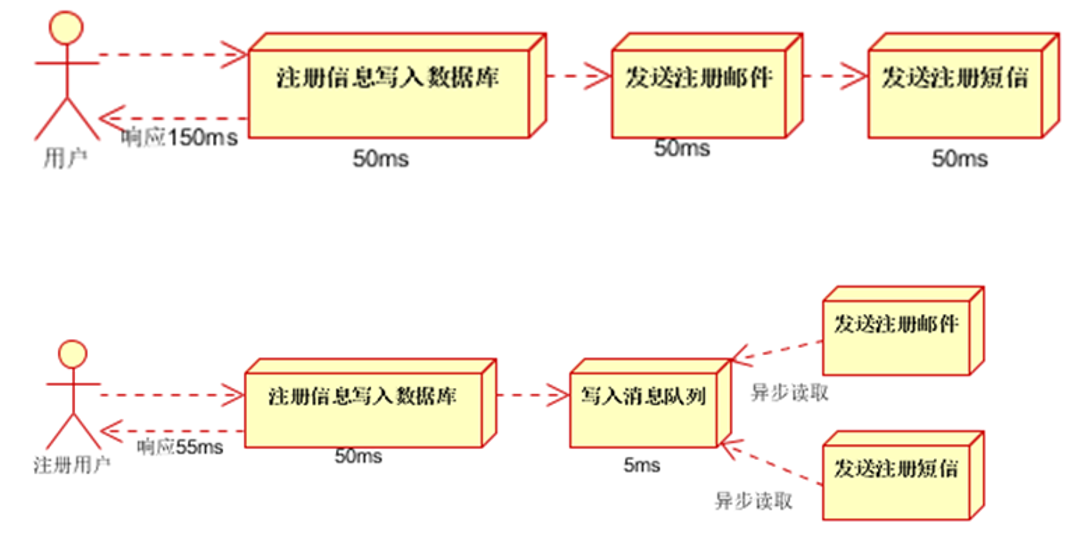 注册信息写入数据库
发送注册邮件
发送注册短信
响应150ms
用户
50ms
50ms
50ms
发送注册邮件
注册信息写入数据库
写入消息队列
异步读取
响应55ms
注册用户
50ms
5ms
发送注册短信
异步读取